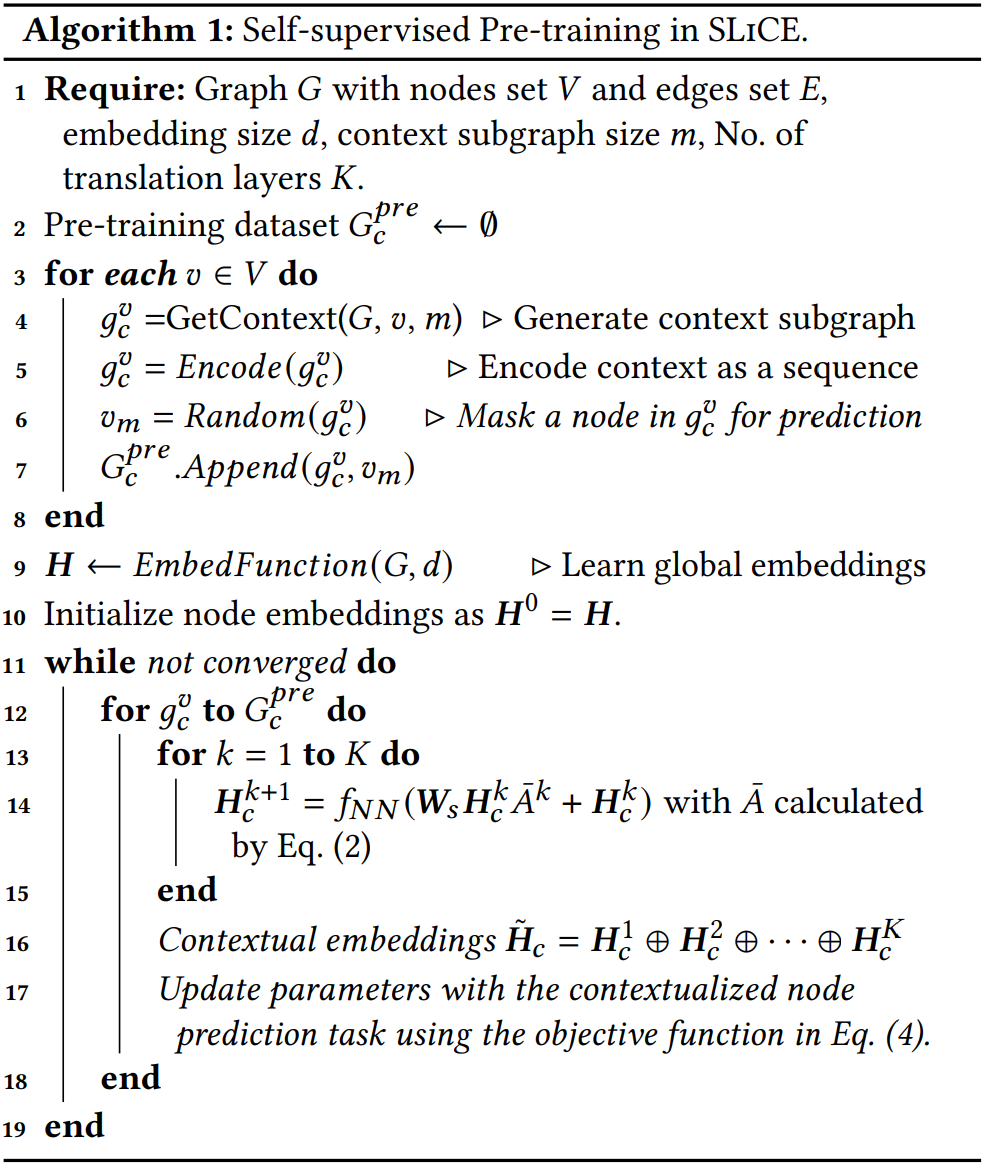 Algorithm 1: Self-supervised Pre-training in SLiCE.
1 Require: Graph G with nodes set V and edges set E,
embedding size d, context subgraph size m, No. of
translation layers K.
2 Pre-training dataset G_c^{pre} ← ∅
3 for each v ∈ V do
4 g_c^v =GetContext(G, v, m) ▷ Generate context subgraph
5 g_c^v = Encode(g_c^v) ▷ Encode context as a sequence
6 v_m = Random(g_c^v) ▷ Mask a node in g_c^v for prediction
7 G_c^{pre}.Append(g_c^v, v_m)
8 end
9 H ← EmbedFunction(G, d) ▷ Learn global embeddings
10 Initialize node embeddings as H^0 = H.
11 while not converged do
12 for g_c^v to G_c^{pre} do
13 for k = 1 to K do
14 H_c^{k+1} = f_{NN}(W_s H_c^k Ā^k + H_c^k) with Ā calculated
by Eq. (2)
15 end
16 Contextual embeddings H̃_c = H_c^1 ⊕ H_c^2 ⊕ · · · ⊕ H_c^K
17 Update parameters with the contextualized node
prediction task using the objective function in Eq. (4).
18 end
19 end